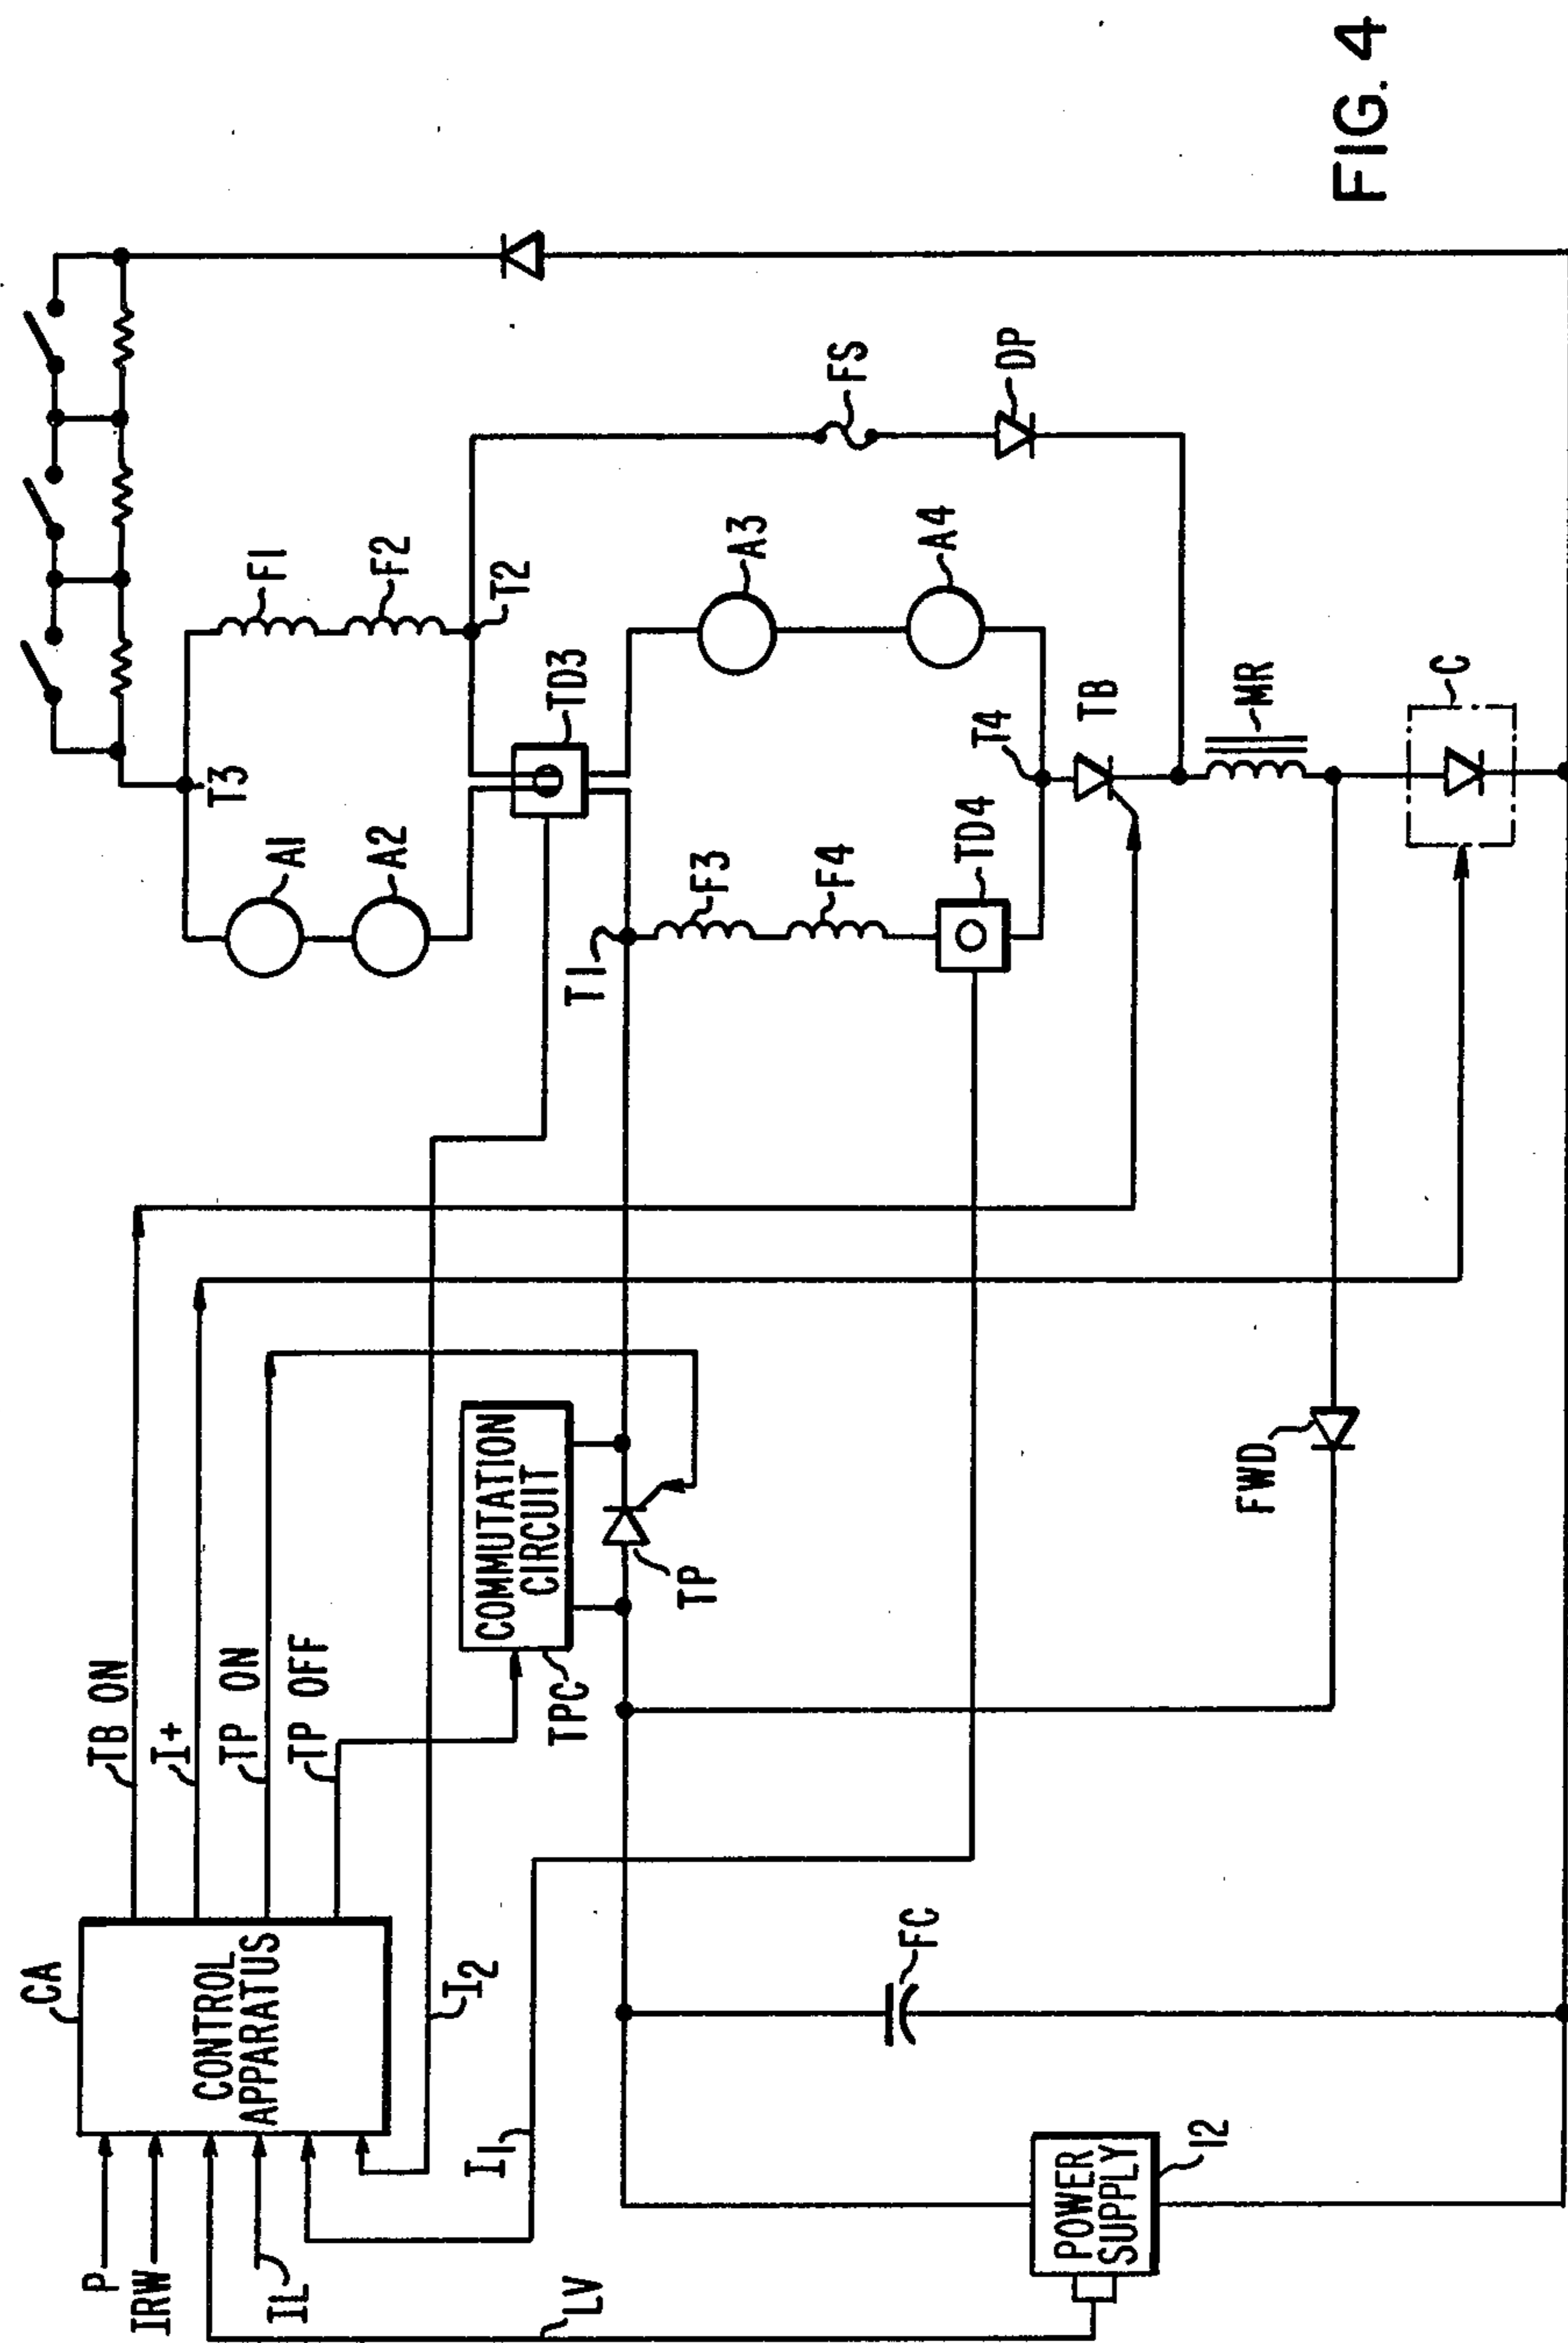 CA
CONTROL
APPARATUS
P
IRW
IL
LV
I1
I2
TB ON
I+
TP ON
TP OFF
COMMUTATION
CIRCUIT
TPC
TP
FC
POWER
SUPPLY
12
FWD
T3
A1
A2
F1
F2
T2
TD3
T1
F3
F4
TD4
A3
A4
T4
TB
MR
C
FS
DP
FIG. 4